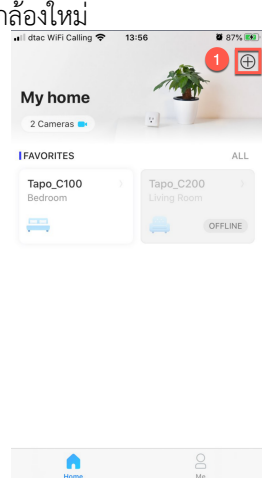 กล้องใหม่
dtac WiFi Calling 13:56 87%
1
My home
2 Cameras
FAVORITES ALL
Tapo_C100
Bedroom
Tapo_C200
Living Room
OFFLINE
Home Me